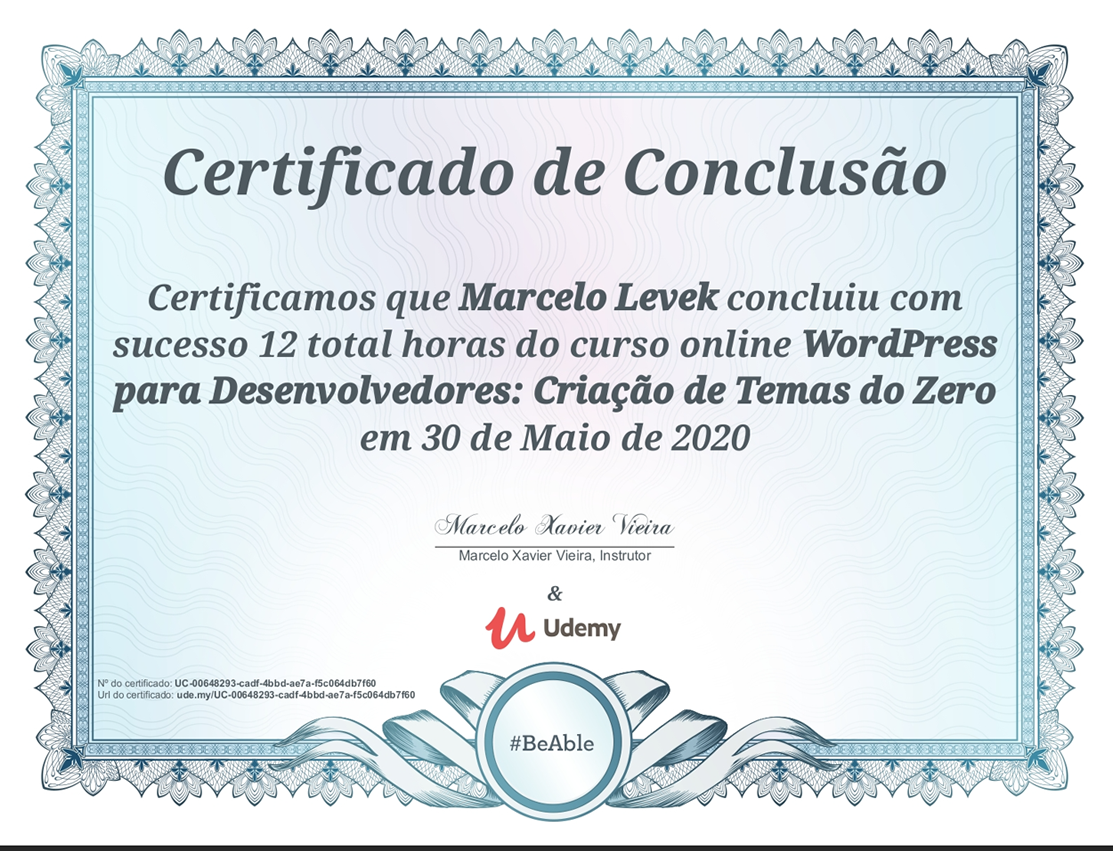 Certificado de Conclusão
Certificamos que Marcelo Levek concluiu com
sucesso 12 total horas do curso online WordPress
para Desenvolvedores: Criação de Temas do Zero
em 30 de Maio de 2020
Marcelo Xavier Vieira
Marcelo Xavier Vieira, Instrutor
&
Udemy
Nº do certificado: UC-00648293-cadf-4bbd-ae7a-f5c064db7f60
Url do certificado: ude.my/UC-00648293-cadf-4bbd-ae7a-f5c064db7f60
#BeAble